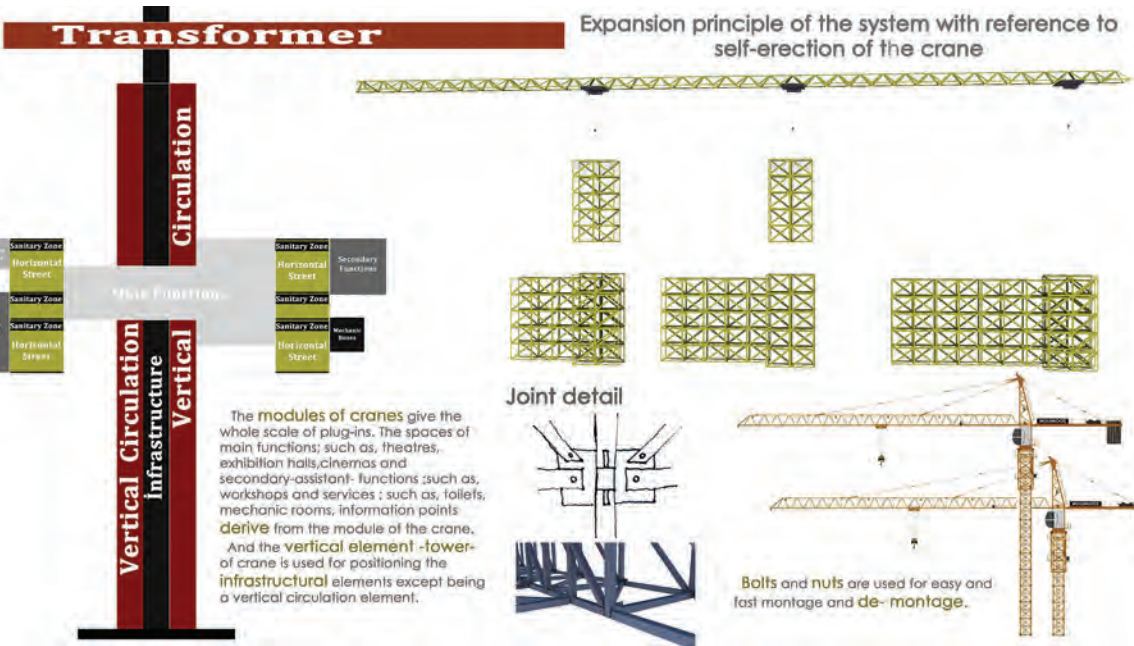 Transformer
Expansion principle of the system with reference to
self-erection of the crane
Circulation
Vertical
İnfrastructure
Vertical Circulation
Sanitary Zone
Horizontal
Street
Sanitary Zone
Sanitary Zone
Horizontal
Main Functions
Sanitary Zone
Horizontal
Street
Sanitary Zone
Sanitary Zone
Horizontal
Street
Secondary
Functions
Mechanic
The modules of cranes give the
whole scale of plug-ins. The spaces of
main functions; such as, theatres,
exhibition halls,cinemas and
secondary-assistant- functions ;such as,
workshops and services ; such as, toilets,
mechanic rooms, information points
derive from the module of the crane.
And the vertical element -tower-
of crane is used for positioning the
infrastructural elements except being
a vertical circulation element.
Joint detail
Bolts and nuts are used for easy and
fast montage and de- montage.